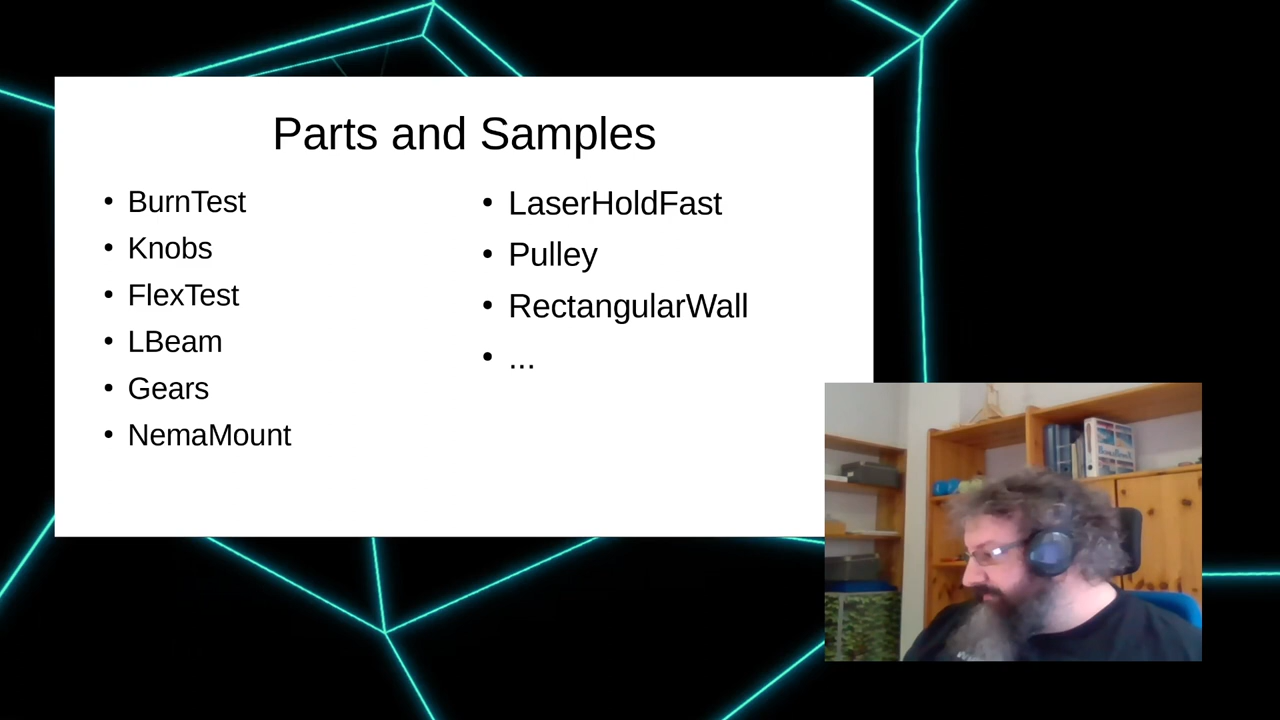 Parts and Samples
• BurnTest
• Knobs
• FlexTest
• LBeam
• Gears
• NemaMount
• LaserHoldFast
• Pulley
• RectangularWall
• ...